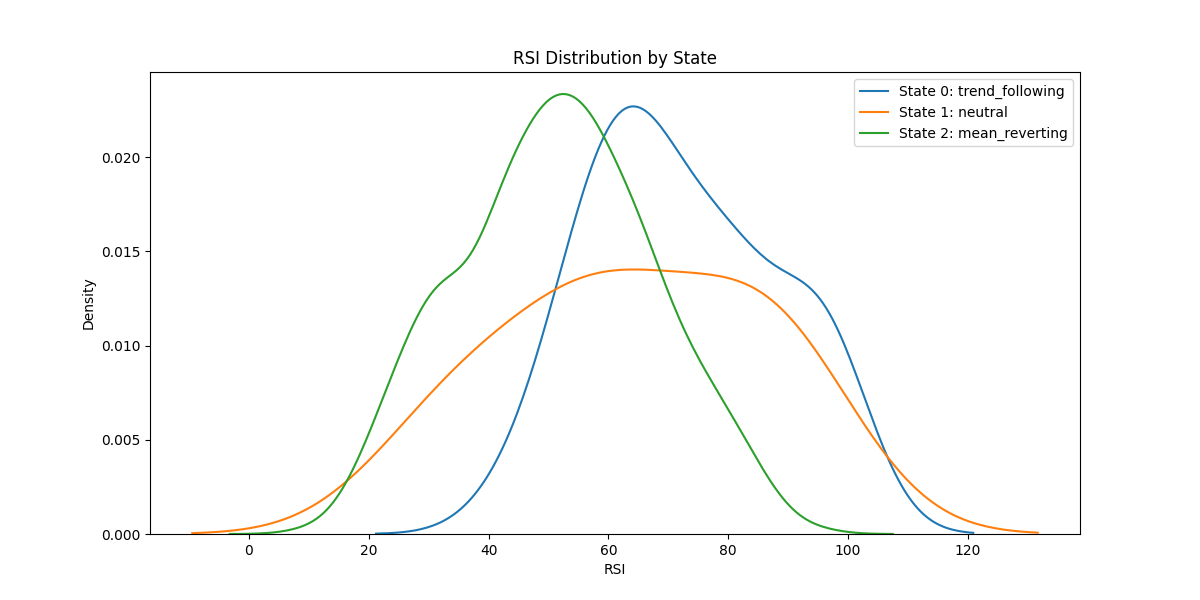 RSI Distribution by State
State 0: trend_following
State 1: neutral
State 2: mean_reverting
Density
0.020
0.015
0.010
0.005
0.000
0 20 40 60 80 100 120
RSI